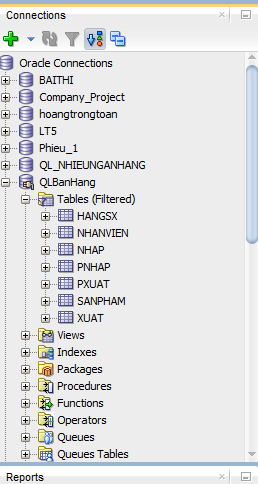 Connections
Oracle Connections
BAITHI
Company_Project
hoangtrongtoan
LT5
Phieu_1
QL_NHIEUNGANHANG
QLBanHang
Tables (Filtered)
HANGSX
NHANVIEN
NHAP
PNHAP
PXUAT
SANPHAM
XUAT
Views
Indexes
Packages
Procedures
Functions
Operators
Queues
Queues Tables
Reports